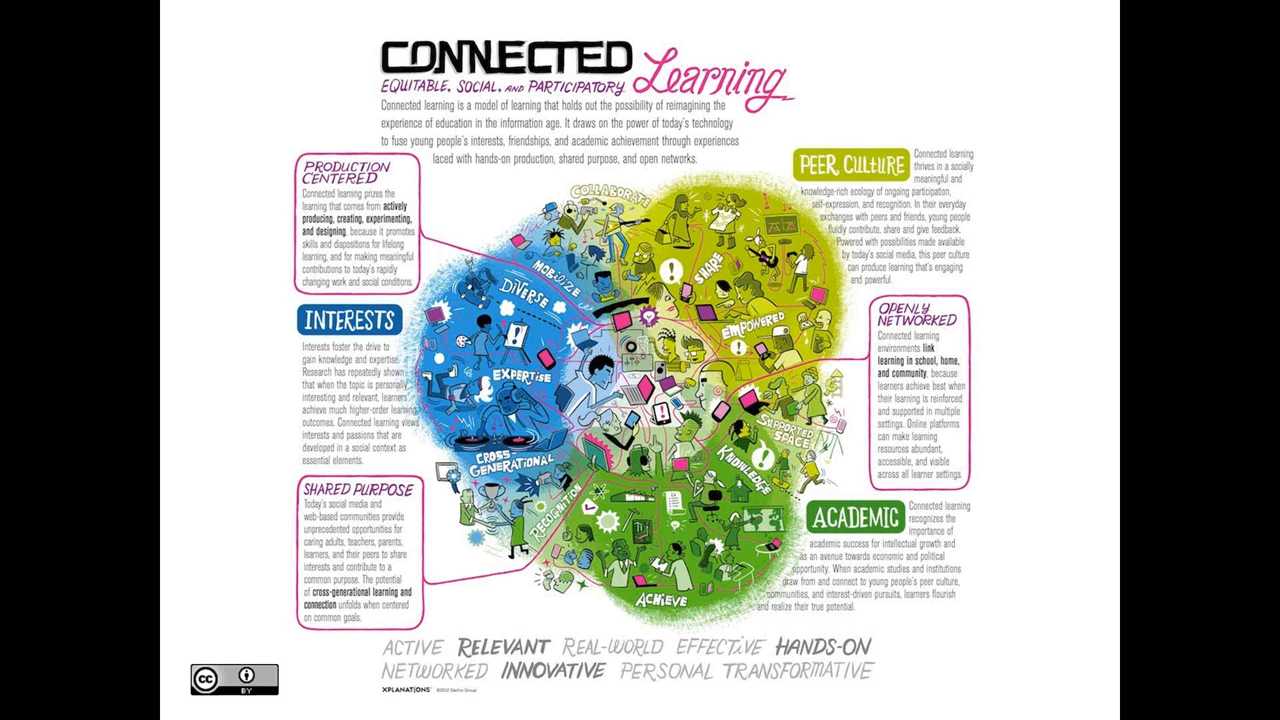 CONNECTED Learning
EQUITABLE, SOCIAL, AND PARTICIPATORY
Connected learning is a model of learning that holds out the possibility of reimagining the
experience of education in the information age. It draws on the power of today's technology
to fuse young people's interests, friendships, and academic achievement through experiences
laced with hands-on production, shared purpose, and open networks.
PRODUCTION
CENTERED
Connected learning prizes the
learning that comes from actively
producing, creating, experimenting,
and designing, because it promotes
skills and dispositions for lifelong
learning, and for making meaningful
contributions to today's rapidly
changing work and social conditions.
INTERESTS
Interests foster the drive to
gain knowledge and expertise.
Research has repeatedly shown
that when the topic is personally
interesting and relevant, learners
achieve much higher-order learning
outcomes. Connected learning views
interests and passions that are
developed in a social context as
essential elements.
SHARED PURPOSE
Today's social media and
web-based communities provide
unprecedented opportunities for
caring adults, teachers, parents,
learners, and their peers to share
interests and contribute to a
common purpose. The potential
of cross-generational learning and
connection unfolds when centered
on common goals.
COLLABORATE
MOBILIZE
DIVERSE
EXPERTISE
CROSS-
GENERATIONAL
RECOGNITION
SHARE
EMPOWERED
SUPPORTED
SPACE
KNOWLEDGE
ACHIEVE
PEER CULTURE
Connected learning
thrives in a socially
meaningful and
knowledge-rich ecology of ongoing participation,
self-expression, and recognition. In their everyday
exchanges with peers and friends, young people
fluidly contribute, share and give feedback.
Powered with possibilities made available
by today's social media, this peer culture
can produce learning that's engaging
and powerful.
OPENLY
NETWORKED
Connected learning
environments link
learning in school, home,
and community, because
learners achieve best when
their learning is reinforced
and supported in multiple
settings. Online platforms
can make learning
resources abundant,
accessible, and visible
across all learner settings.
ACADEMIC
Connected learning
recognizes the
importance of
academic success for intellectual growth and
as an avenue towards economic and political
opportunity. When academic studies and institutions
draw from and connect to young people's peer culture,
communities, and interest-driven pursuits, learners flourish
and realize their true potential.
ACTIVE RELEVANT REAL-WORLD EFFECTIVE HANDS-ON
NETWORKED INNOVATIVE PERSONAL TRANSFORMATIVE
XPLANATIONS ©2012 Jiachis Group
CC BY